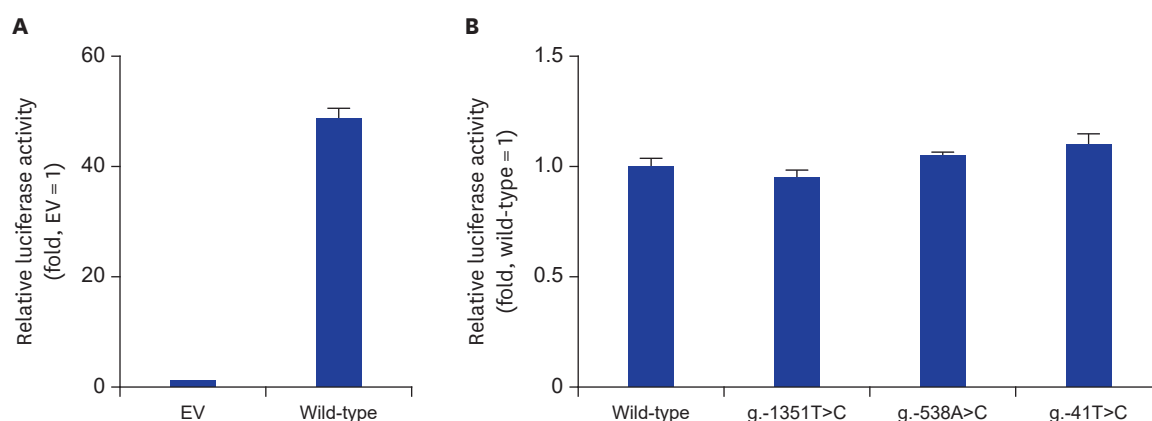 A
Relative luciferase activity
(fold, EV = 1)
60
40
20
0
EV
Wild-type
B
Relative luciferase activity
(fold, wild-type = 1)
1.5
1.0
0.5
0
Wild-type
g.-1351T>C
g.-538A>C
g.-41T>C